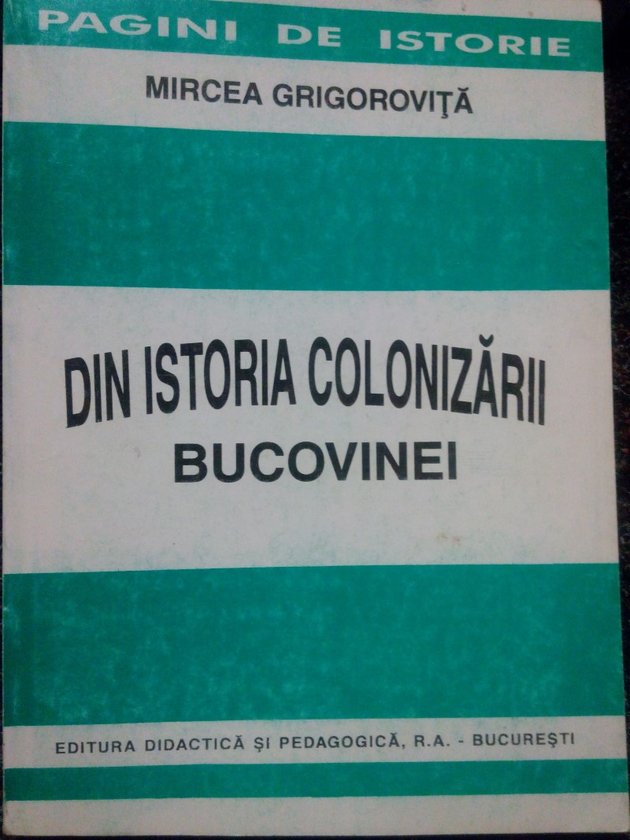 PAGINI DE ISTORIE
MIRCEA GRIGOROVIŢĂ
DIN ISTORIA COLONIZĂRII
BUCOVINEI
EDITURA DIDACTICĂ ŞI PEDAGOGICĂ, R.A. - BUCUREŞTI